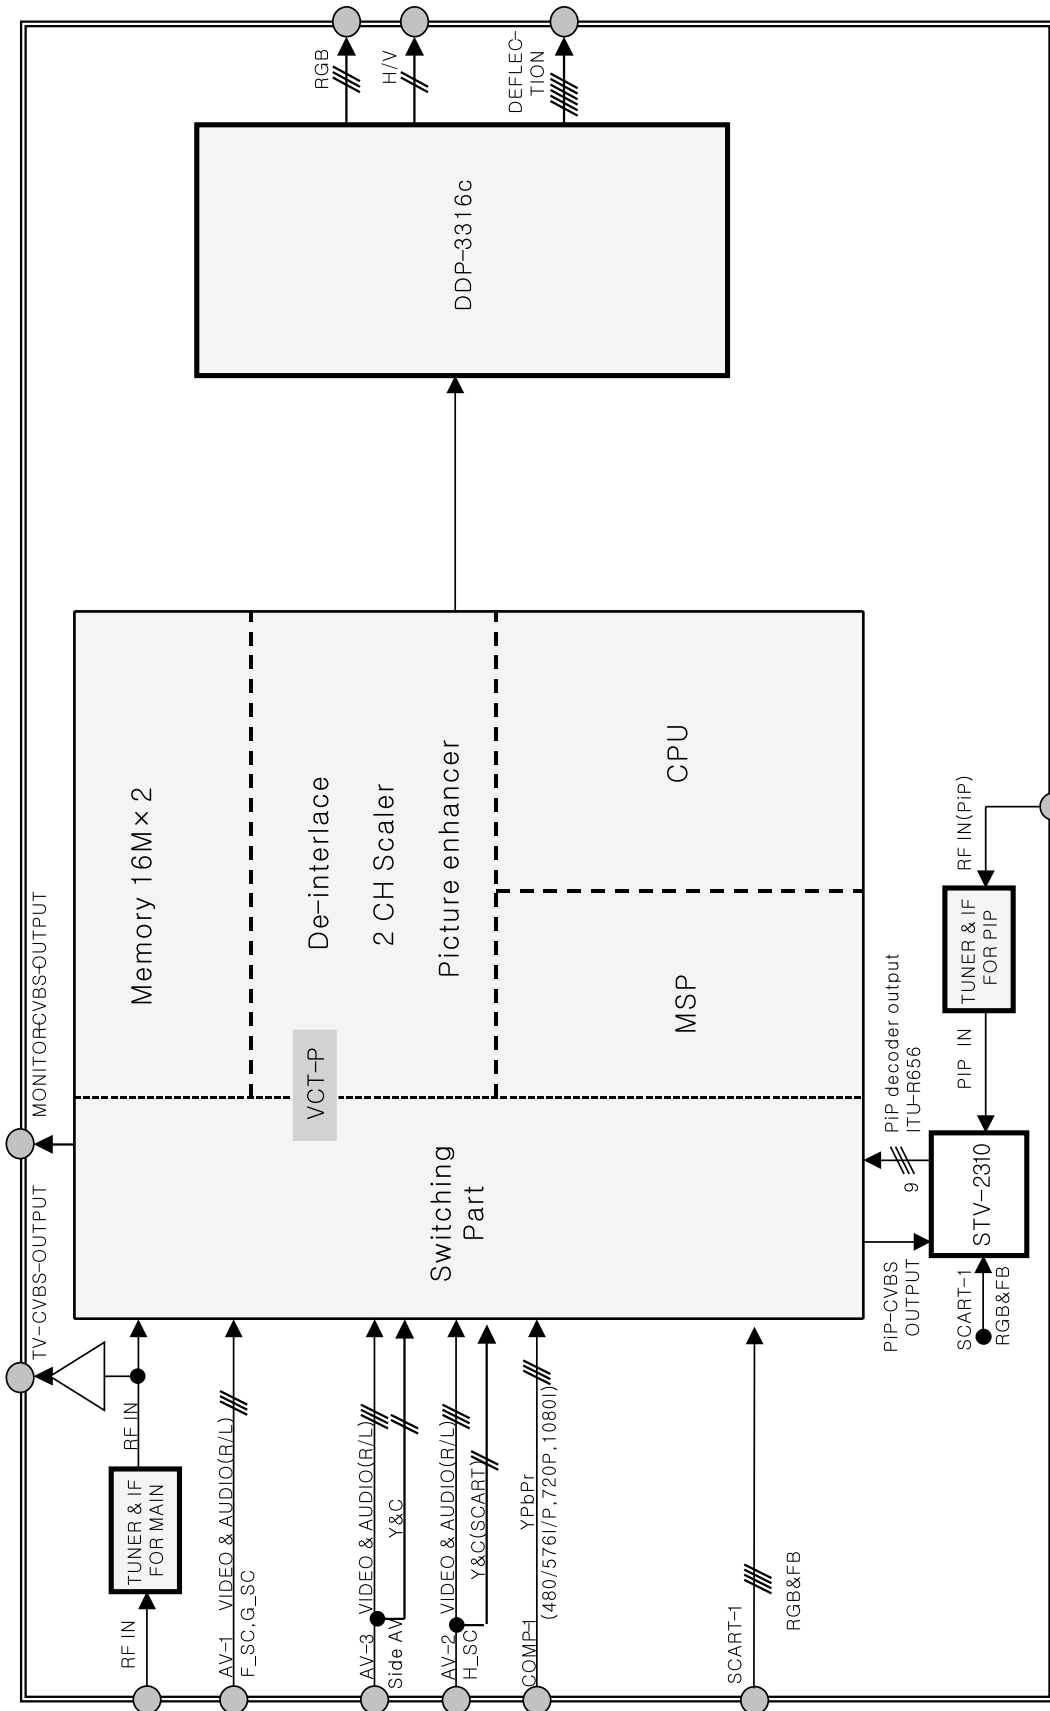 TV-CVBS-OUTPUT
MONITOR-CVBS-OUTPUT
RF IN
TUNER & IF
FOR MAIN
RF IN
AV-1 VIDEO & AUDIO(R/L)
F_SC,G_SC
AV-3 VIDEO & AUDIO(R/L)
Side AV
Y&C
AV-2 VIDEO & AUDIO(R/L)
H_SC
Y&C(SCART)
COMP-1 YPbPr
(480/576I/P,720P,1080I)
SCART-1
RGB&FB
Switching
Part
VCT-P
Memory 16M×2
De-interlace
2 CH Scaler
Picture enhancer
MSP
CPU
DDP-3316c
RGB
H/V
DEFLEC-
TION
PiP-CVBS
OUTPUT
9
PiP decoder output
ITU-R656
SCART-1
RGB&FB
STV-2310
PIP IN
TUNER & IF
FOR PIP
RF IN(PiP)